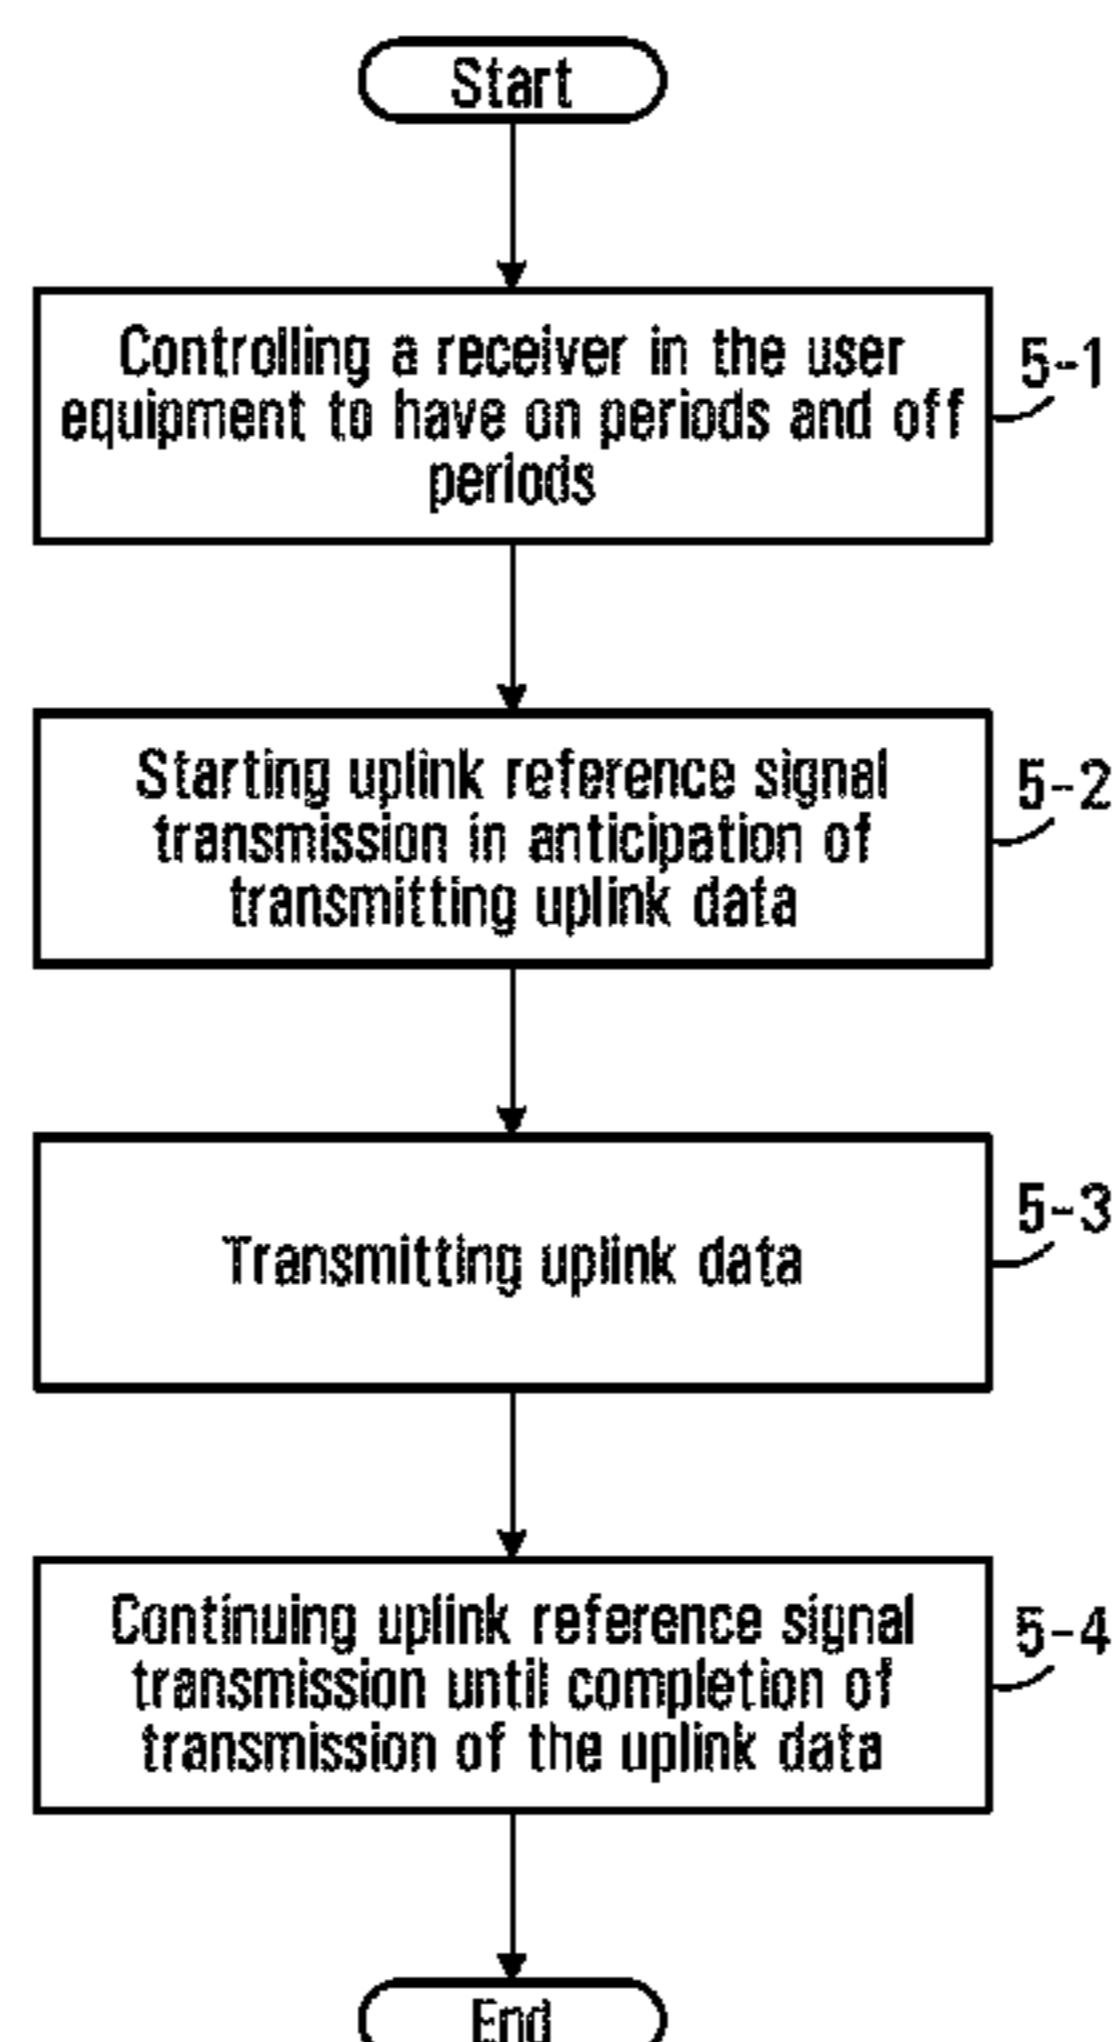 Start
Controlling a receiver in the user
equipment to have on periods and off
periods
5-1
Starting uplink reference signal
transmission in anticipation of
transmitting uplink data
5-2
Transmitting uplink data
5-3
Continuing uplink reference signal
transmission until completion of
transmission of the uplink data
5-4
End